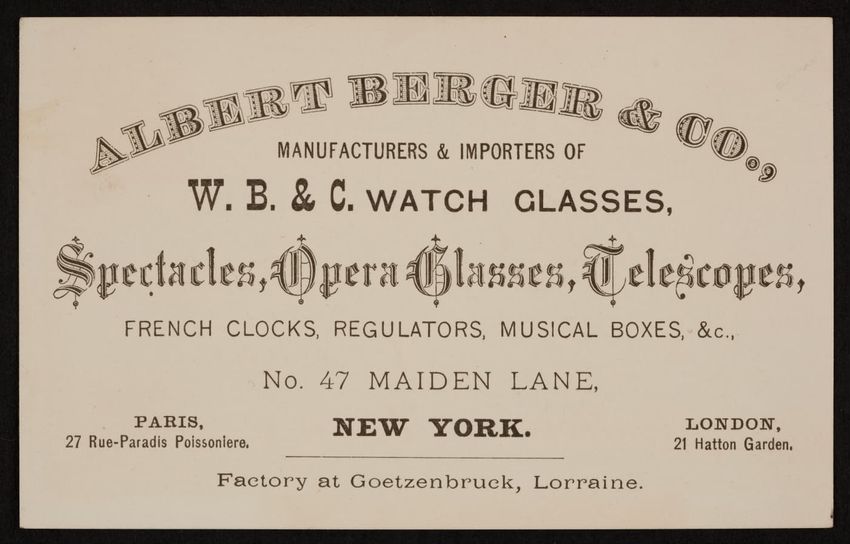 ALBERT BERGER & CO.,
MANUFACTURERS & IMPORTERS OF
W. B. & C. WATCH GLASSES,
Spectacles, Opera Glasses, Telescopes,
FRENCH CLOCKS, REGULATORS, MUSICAL BOXES, &c.,
No. 47 MAIDEN LANE,
NEW YORK.
PARIS,
27 Rue-Paradis Poissoniere.
LONDON,
21 Hatton Garden.
Factory at Goetzenbruck, Lorraine.